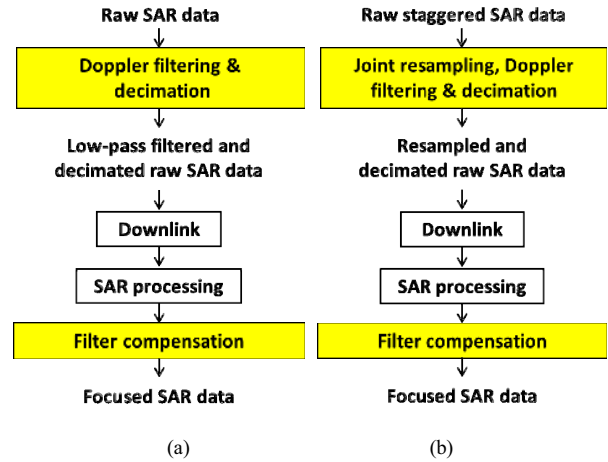 Raw SAR data
Doppler filtering &
decimation
Low-pass filtered and
decimated raw SAR data
Downlink
SAR processing
Filter compensation
Focused SAR data
(a)
Raw staggered SAR data
Joint resampling, Doppler
filtering & decimation
Resampled and
decimated raw SAR data
Downlink
SAR processing
Filter compensation
Focused SAR data
(b)